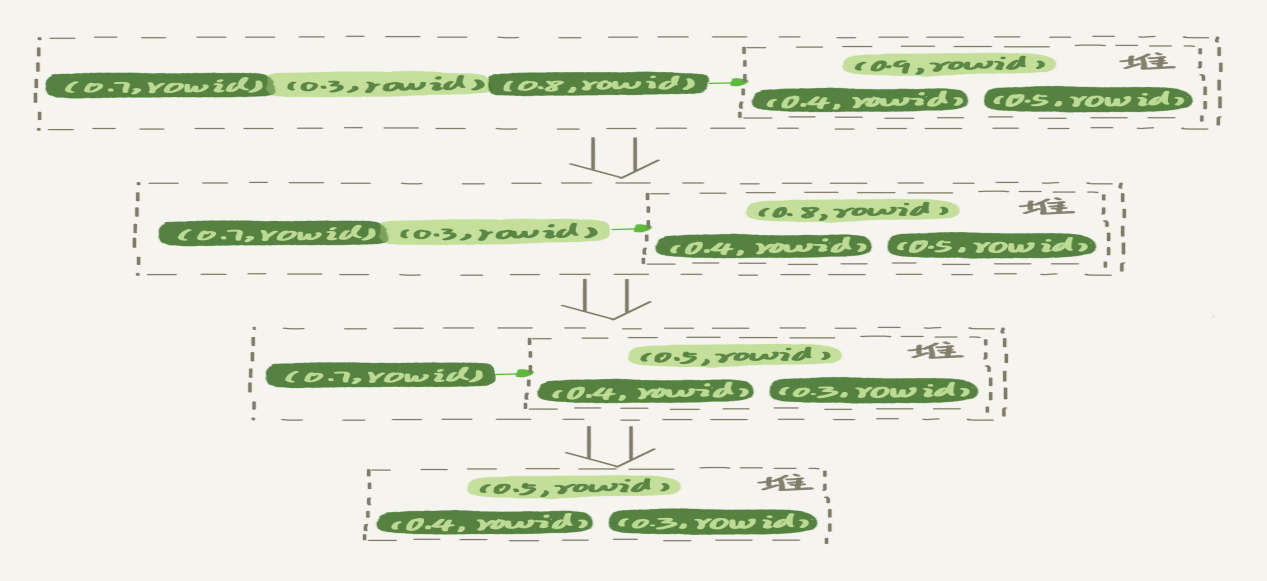 (0.7,rowid) (0.3,rowid) (0.8,rowid)
(0.9,rowid) 堆
(0.4,rowid) (0.5,rowid)
(0.7,rowid) (0.3,rowid)
(0.8,rowid) 堆
(0.4,rowid) (0.5,rowid)
(0.7,rowid)
(0.5,rowid) 堆
(0.4,rowid) (0.3,rowid)
(0.5,rowid) 堆
(0.4,rowid) (0.3,rowid)